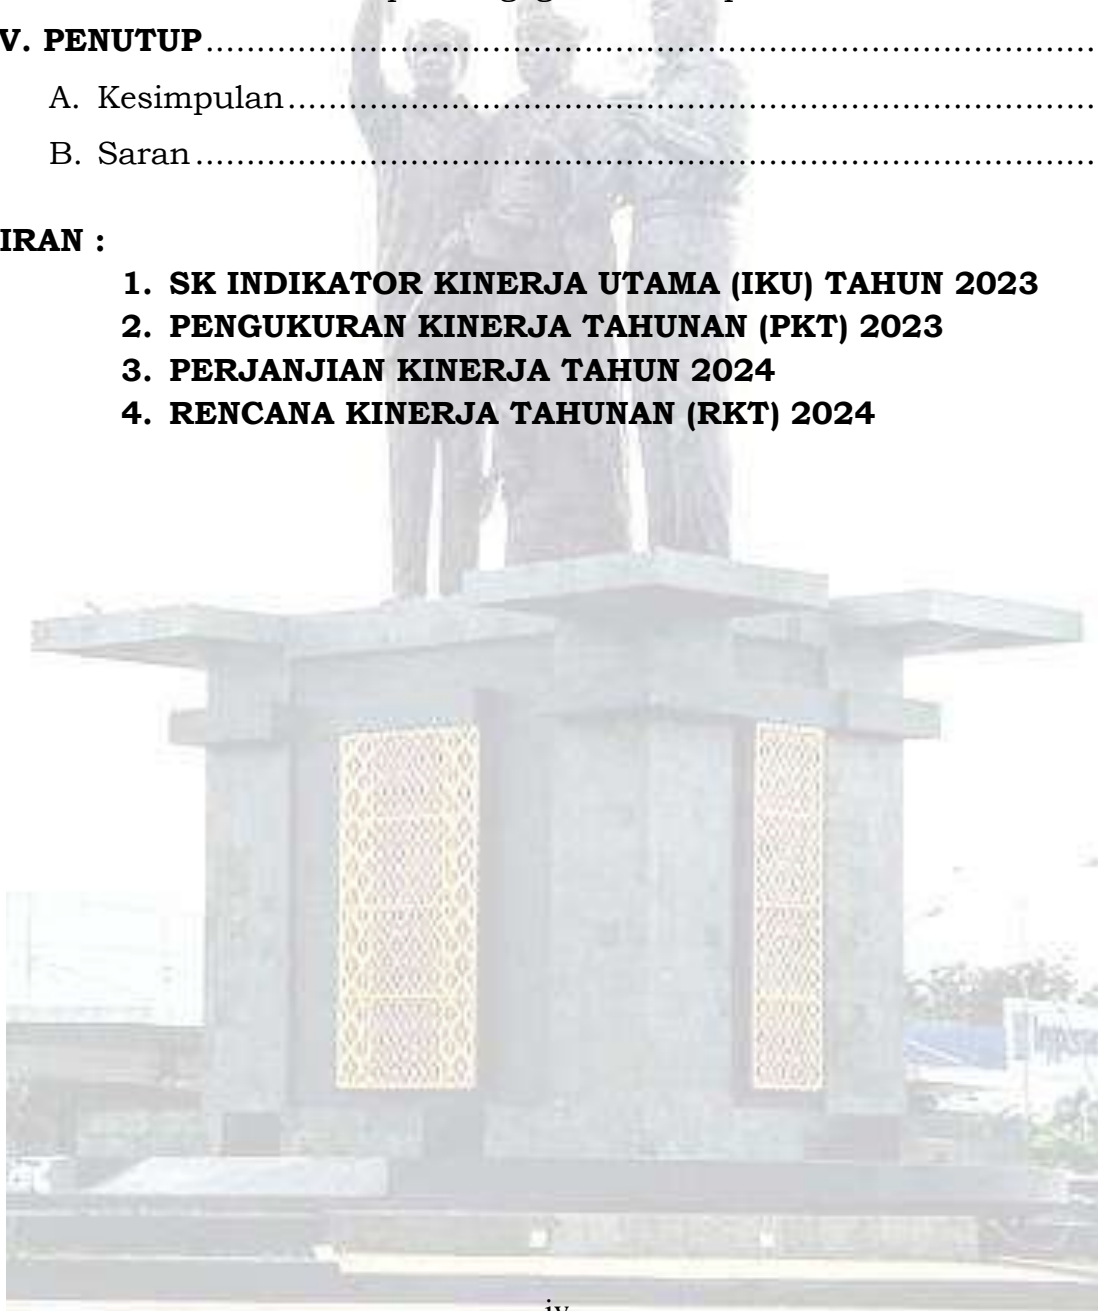 V. PENUTUP........................................................................................
A. Kesimpulan................................................................................
B. Saran.........................................................................................
IRAN :
1. SK INDIKATOR KINERJA UTAMA (IKU) TAHUN 2023
2. PENGUKURAN KINERJA TAHUNAN (PKT) 2023
3. PERJANJIAN KINERJA TAHUN 2024
4. RENCANA KINERJA TAHUNAN (RKT) 2024
iv